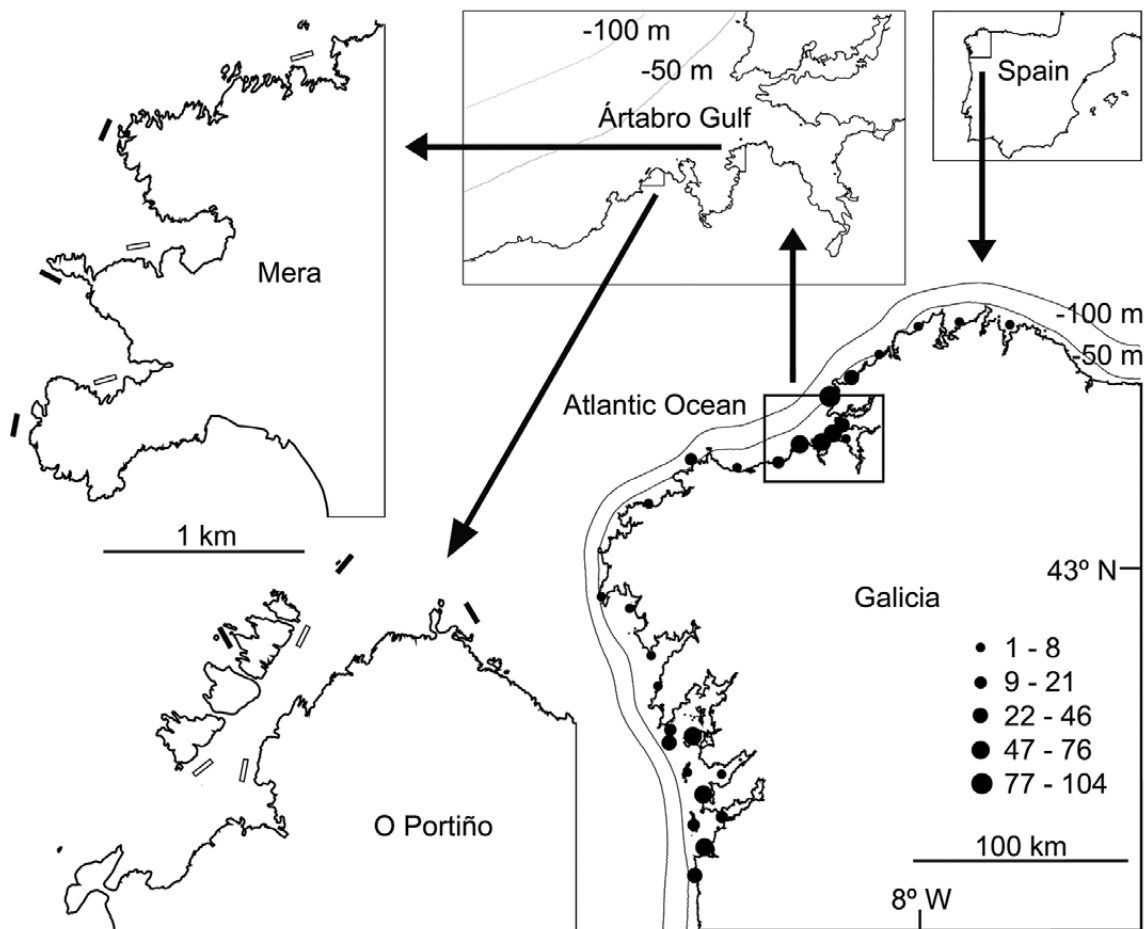 -100 m
-50 m
Ártabro Gulf
Spain
Mera
-100 m
-50 m
Atlantic Ocean
1 km
43º N
Galicia
1 - 8
9 - 21
22 - 46
47 - 76
77 - 104
O Portiño
100 km
8º W